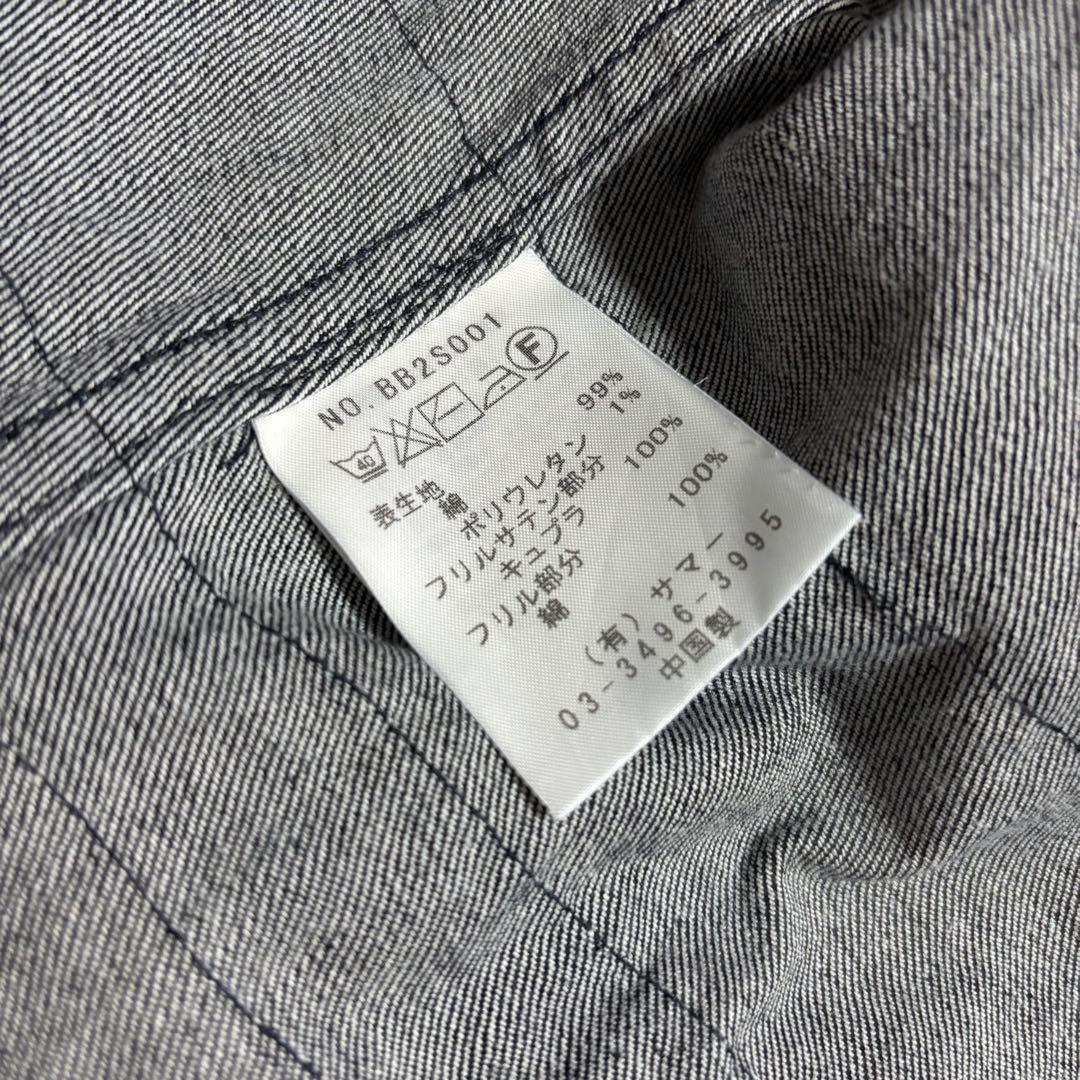 NO. BB2S001
40 F
表生地
綿 99%
ポリウレタン 1%
フリルサテン部分
キュプラ 100%
フリル部分
綿 100%
(有)サマー
03-3496-3995
中国製